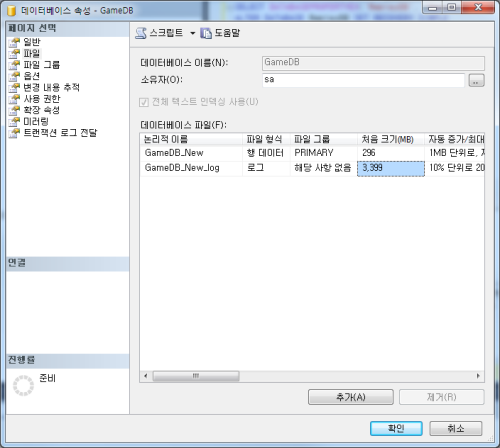 데이터베이스 속성 - GameDB
페이지 선택
일반
파일
파일 그룹
옵션
변경 내용 추적
사용 권한
확장 속성
미러링
트랜잭션 로그 전달
연결
진행률
준비
스크립트 도움말
데이터베이스 이름(N): GameDB
소유자(O): sa ...
전체 텍스트 인덱싱 사용(U)
데이터베이스 파일(F):
논리적 이름 파일 형식 파일 그룹 처음 크기(MB) 자동 증가/최대
GameDB_New 행 데이터 PRIMARY 296 1MB 단위로,
GameDB_New_log 로그 해당 사항 없음 3,399 10% 단위로 20
추가(A) 제거(R)
확인 취소